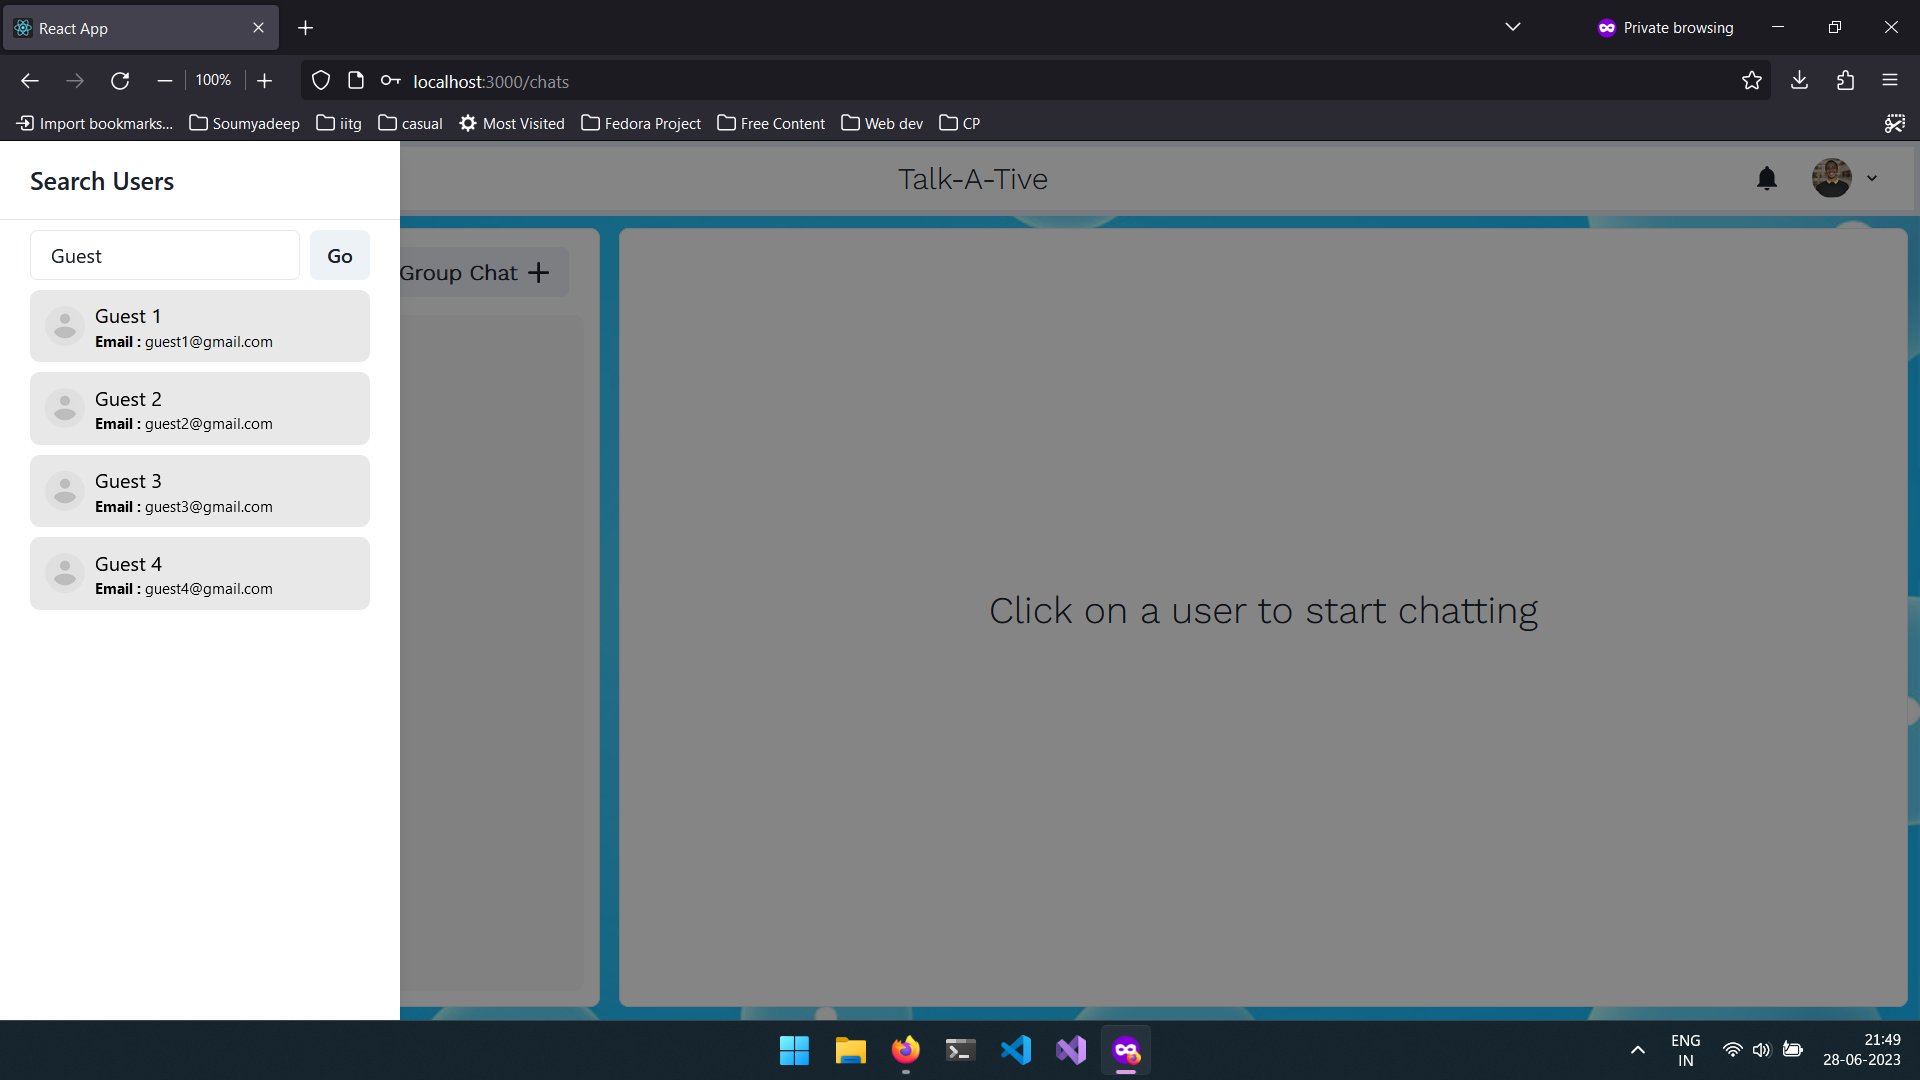 React App
Private browsing
100%
localhost:3000/chats
Import bookmarks...
Soumyadeep
iitg
casual
Most Visited
Fedora Project
Free Content
Web dev
CP
Search Users
Talk-A-Tive
Guest
Go
Group Chat
Guest 1
Email : guest1@gmail.com
Guest 2
Email : guest2@gmail.com
Guest 3
Email : guest3@gmail.com
Guest 4
Email : guest4@gmail.com
Click on a user to start chatting
ENG
IN
21:49
28-06-2023